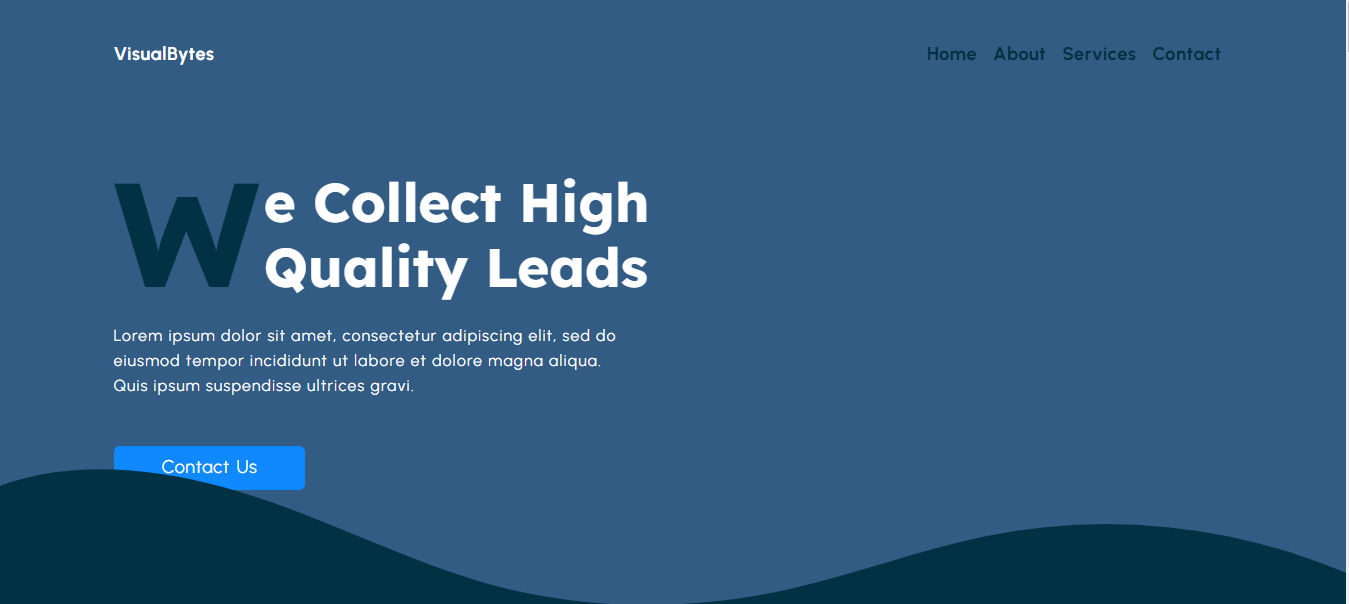 VisualBytes
Home About Services Contact
We Collect High
Quality Leads
Lorem ipsum dolor sit amet, consectetur adipiscing elit, sed do
eiusmod tempor incididunt ut labore et dolore magna aliqua.
Quis ipsum suspendisse ultrices gravi.
Contact Us